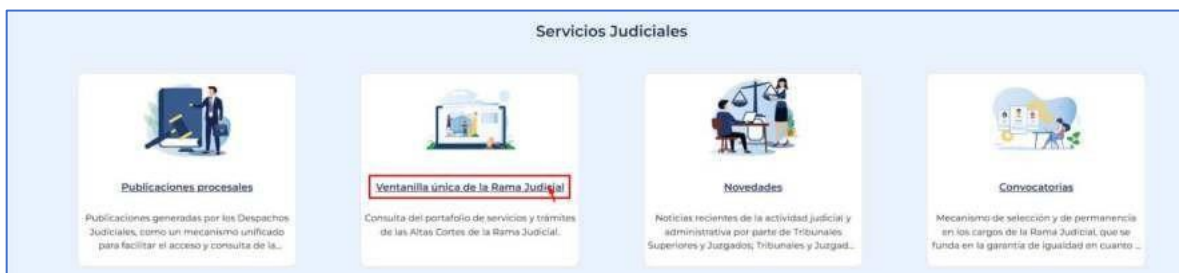 Servicios Judiciales
Publicaciones procesales
Publicaciones generadas por los Despachos
Judiciales, como un mecanismo unificado
para facilitar el acceso y consulta de la...
Ventanilla única de la Rama Judicial
Consulta del portafolio de servicios y trámites
de las Altas Cortes de la Rama Judicial.
Novedades
Noticias recientes de la actividad judicial y
administrativa por parte de Tribunales
Superiores y Juzgados; Tribunales y Juzgad...
Convocatorias
Mecanismo de selección y de permanencia
en los cargos de la Rama Judicial, que se
funda en la garantía de igualdad en cuanto ...